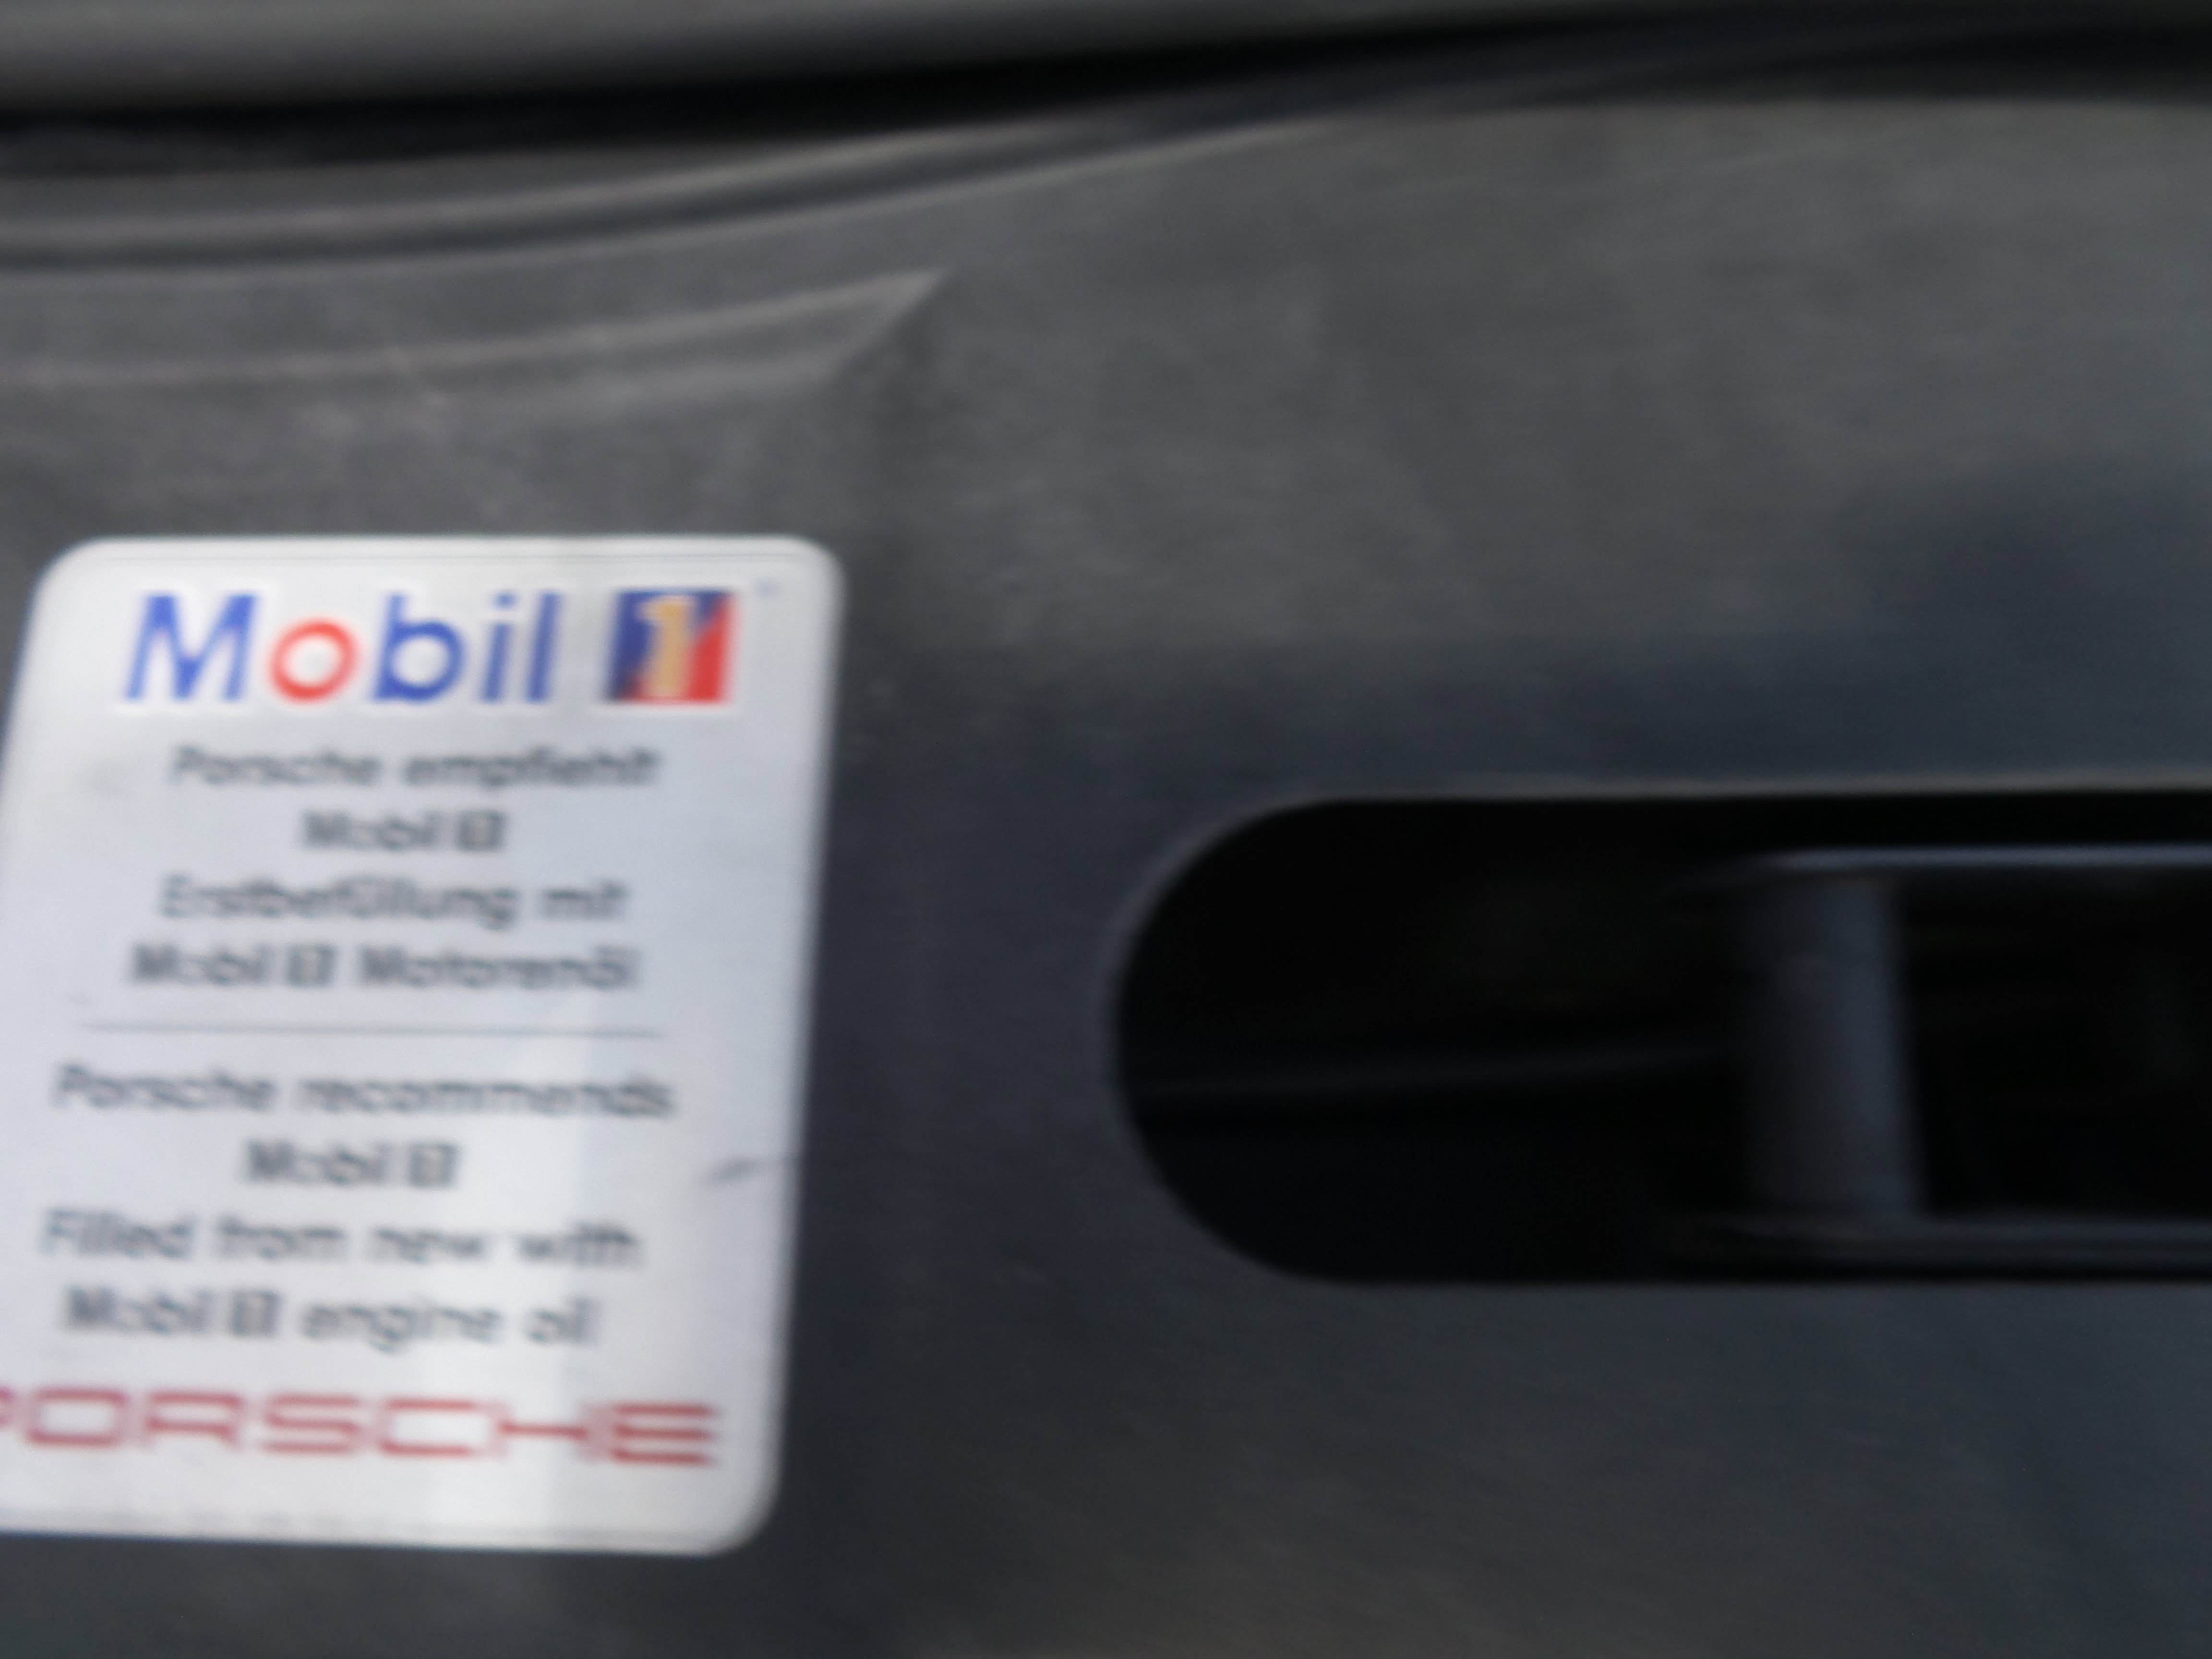 Mobil 1
Porsche empfiehlt
Mobil 1
Erstbefüllung mit
Mobil 1 Motorenöl
Porsche recommends
Mobil 1
Filled from new with
Mobil 1 engine oil
PORSCHE